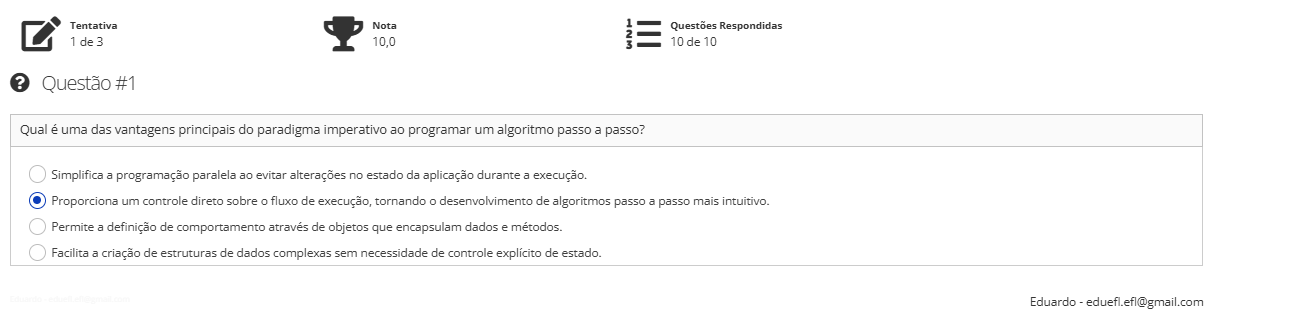 Tentativa
1 de 3
Nota
10,0
Questões Respondidas
10 de 10
Questão #1
Qual é uma das vantagens principais do paradigma imperativo ao programar um algoritmo passo a passo?
Simplifica a programação paralela ao evitar alterações no estado da aplicação durante a execução.
Proporciona um controle direto sobre o fluxo de execução, tornando o desenvolvimento de algoritmos passo a passo mais intuitivo.
Permite a definição de comportamento através de objetos que encapsulam dados e métodos.
Facilita a criação de estruturas de dados complexas sem necessidade de controle explícito de estado.
Eduardo - eduefl.efl@gmail.com